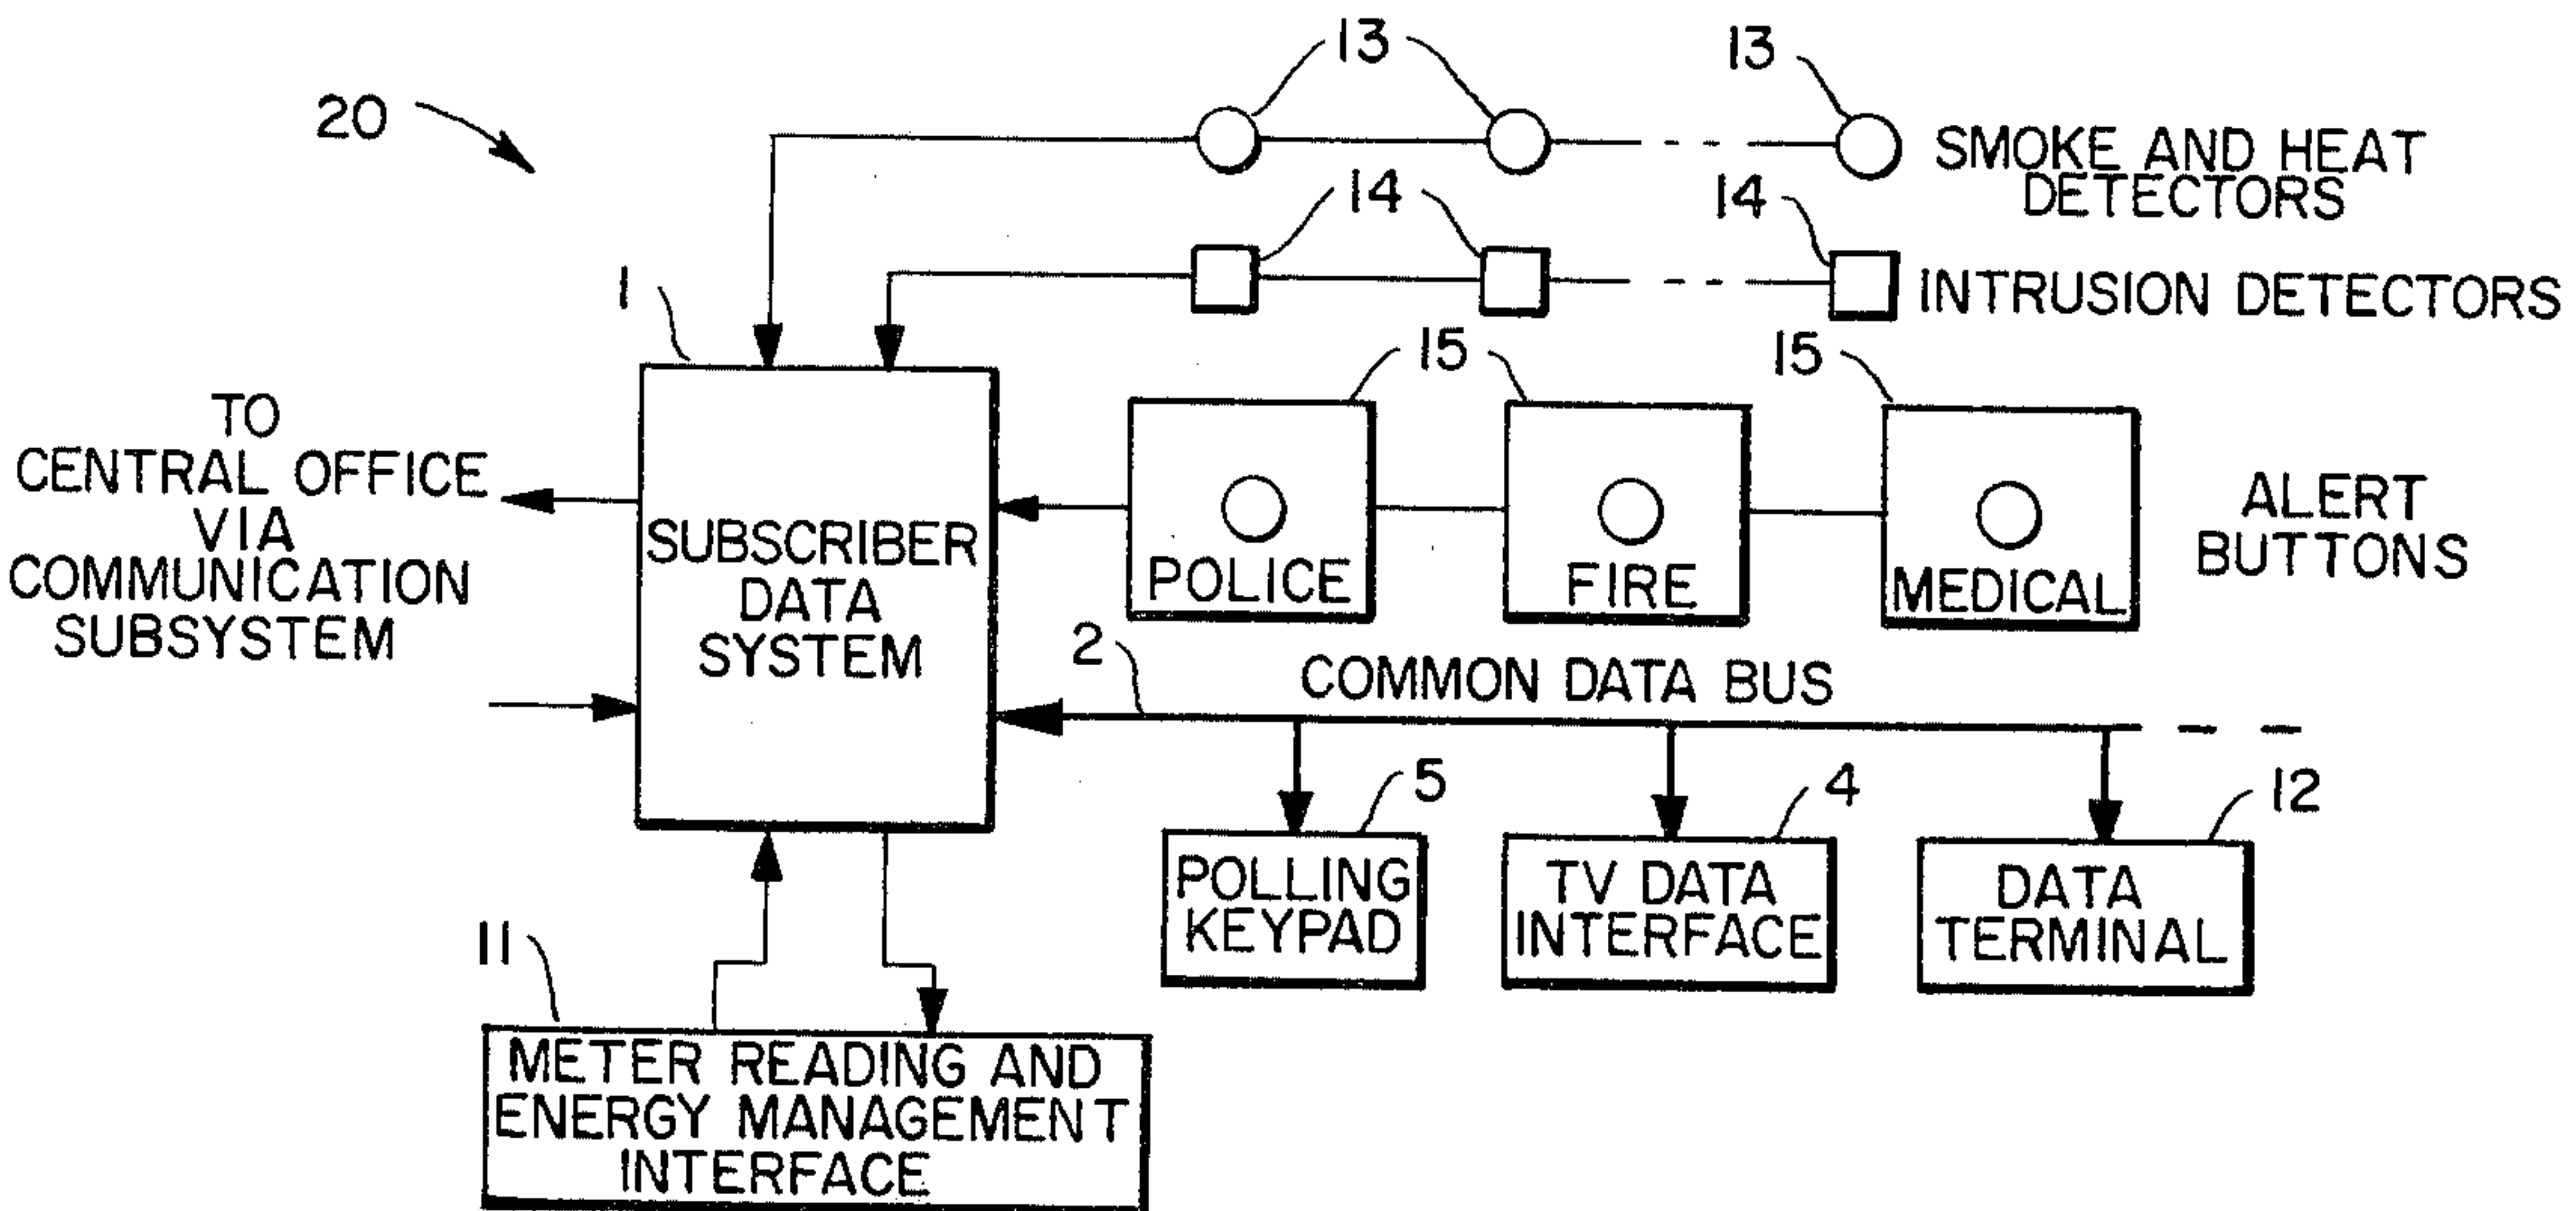 13
13
20
SMOKE AND HEAT
DETECTORS
14
14
INTRUSION DETECTORS
1
15
15
TO
CENTRAL OFFICE
VIA
COMMUNICATION
SUBSYSTEM
SUBSCRIBER
DATA
SYSTEM
POLICE
FIRE
MEDICAL
ALERT
BUTTONS
2
COMMON DATA BUS
5
4
12
POLLING
KEYPAD
TV DATA
INTERFACE
DATA
TERMINAL
11
METER READING AND
ENERGY MANAGEMENT
INTERFACE